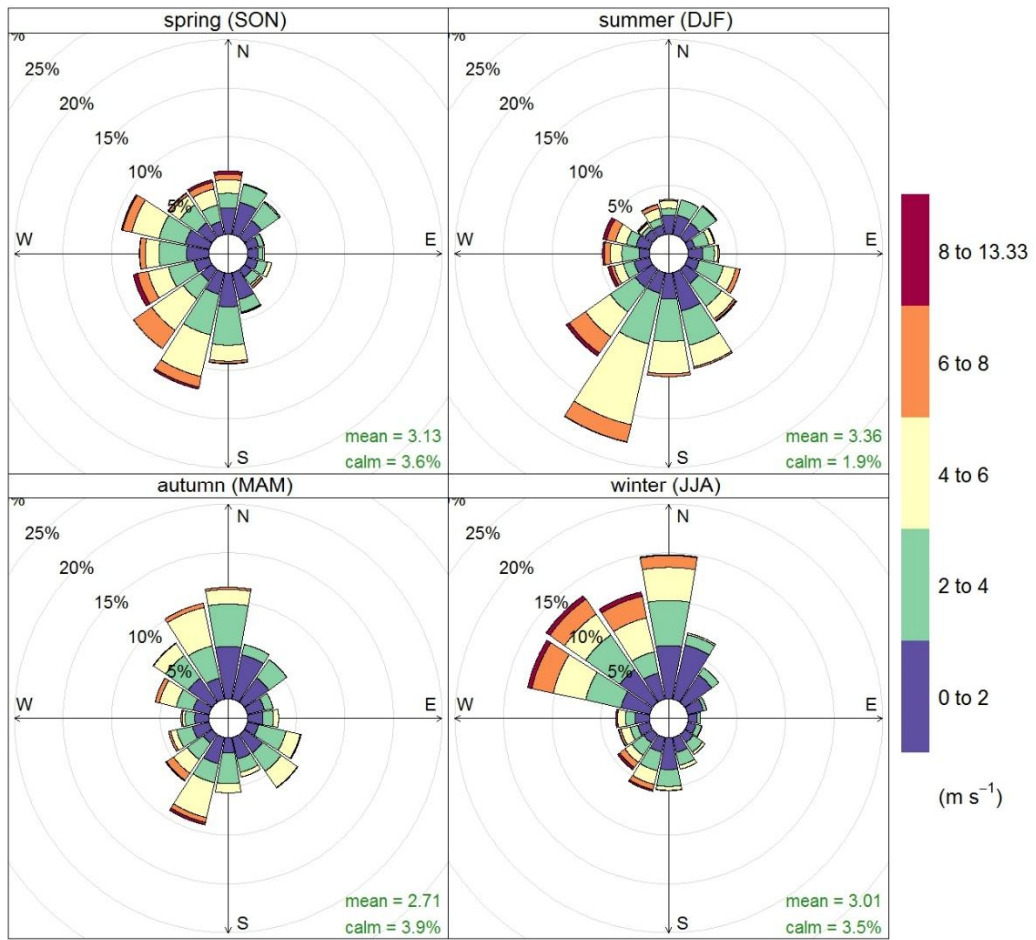 spring (SON)
%
25%
20%
15%
10%
5%
N
W
E
S
mean = 3.13
calm = 3.6%
summer (DJF)
%
25%
20%
15%
10%
5%
N
W
E
S
mean = 3.36
calm = 1.9%
autumn (MAM)
%
25%
20%
15%
10%
5%
N
W
E
S
mean = 2.71
calm = 3.9%
winter (JJA)
%
25%
20%
15%
10%
5%
N
W
E
S
mean = 3.01
calm = 3.5%
8 to 13.33
6 to 8
4 to 6
2 to 4
0 to 2
(m s⁻¹)